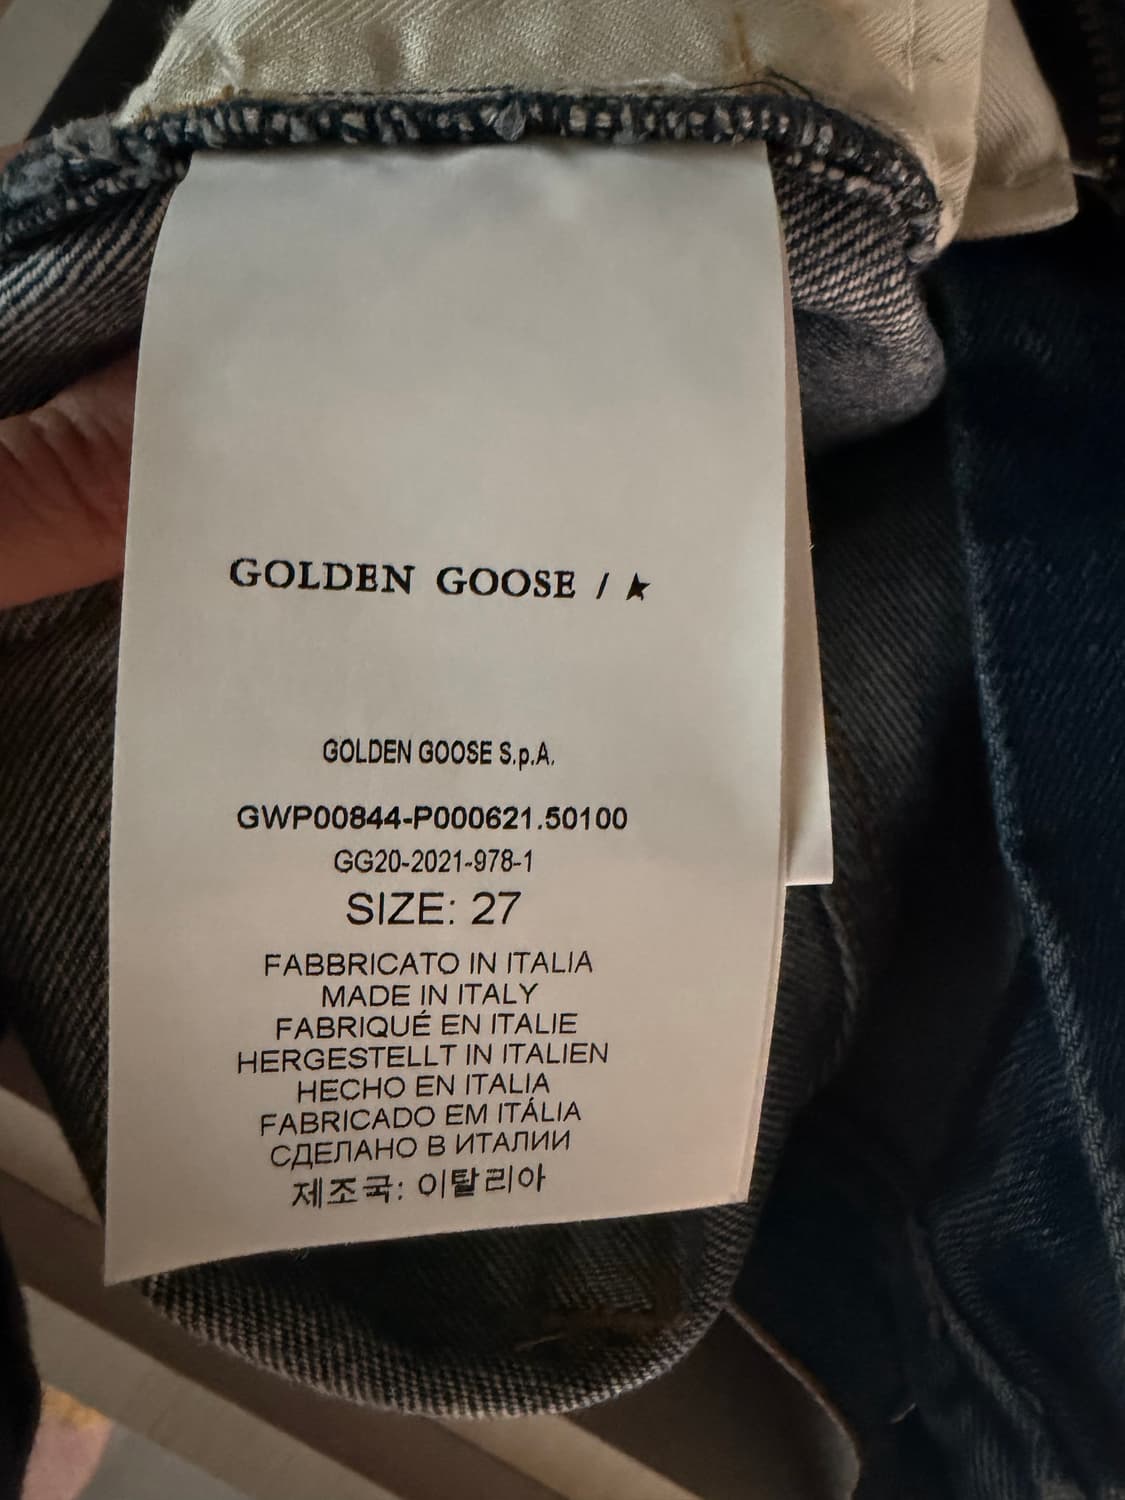 GOLDEN GOOSE / ★
GOLDEN GOOSE S.p.A.
GWP00844-P000621.50100
GG20-2021-978-1
SIZE: 27
FABBRICATO IN ITALIA
MADE IN ITALY
FABRIQUÉ EN ITALIE
HERGESTELLT IN ITALIEN
HECHO EN ITALIA
FABRICADO EM ITÁLIA
СДЕЛАНО В ИТАЛИИ
제조국: 이탈리아